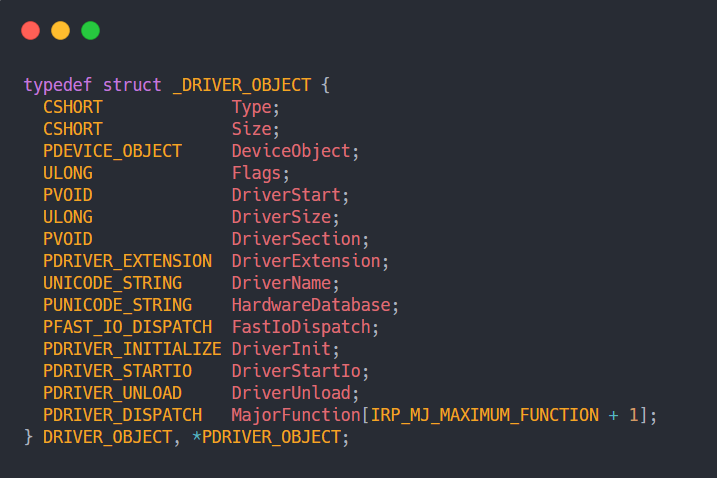 typedef struct _DRIVER_OBJECT {
  CSHORT             Type;
  CSHORT             Size;
  PDEVICE_OBJECT     DeviceObject;
  ULONG              Flags;
  PVOID              DriverStart;
  ULONG              DriverSize;
  PVOID              DriverSection;
  PDRIVER_EXTENSION  DriverExtension;
  UNICODE_STRING     DriverName;
  PUNICODE_STRING    HardwareDatabase;
  PFAST_IO_DISPATCH  FastIoDispatch;
  PDRIVER_INITIALIZE DriverInit;
  PDRIVER_STARTIO    DriverStartIo;
  PDRIVER_UNLOAD     DriverUnload;
  PDRIVER_DISPATCH   MajorFunction[IRP_MJ_MAXIMUM_FUNCTION + 1];
} DRIVER_OBJECT, *PDRIVER_OBJECT;